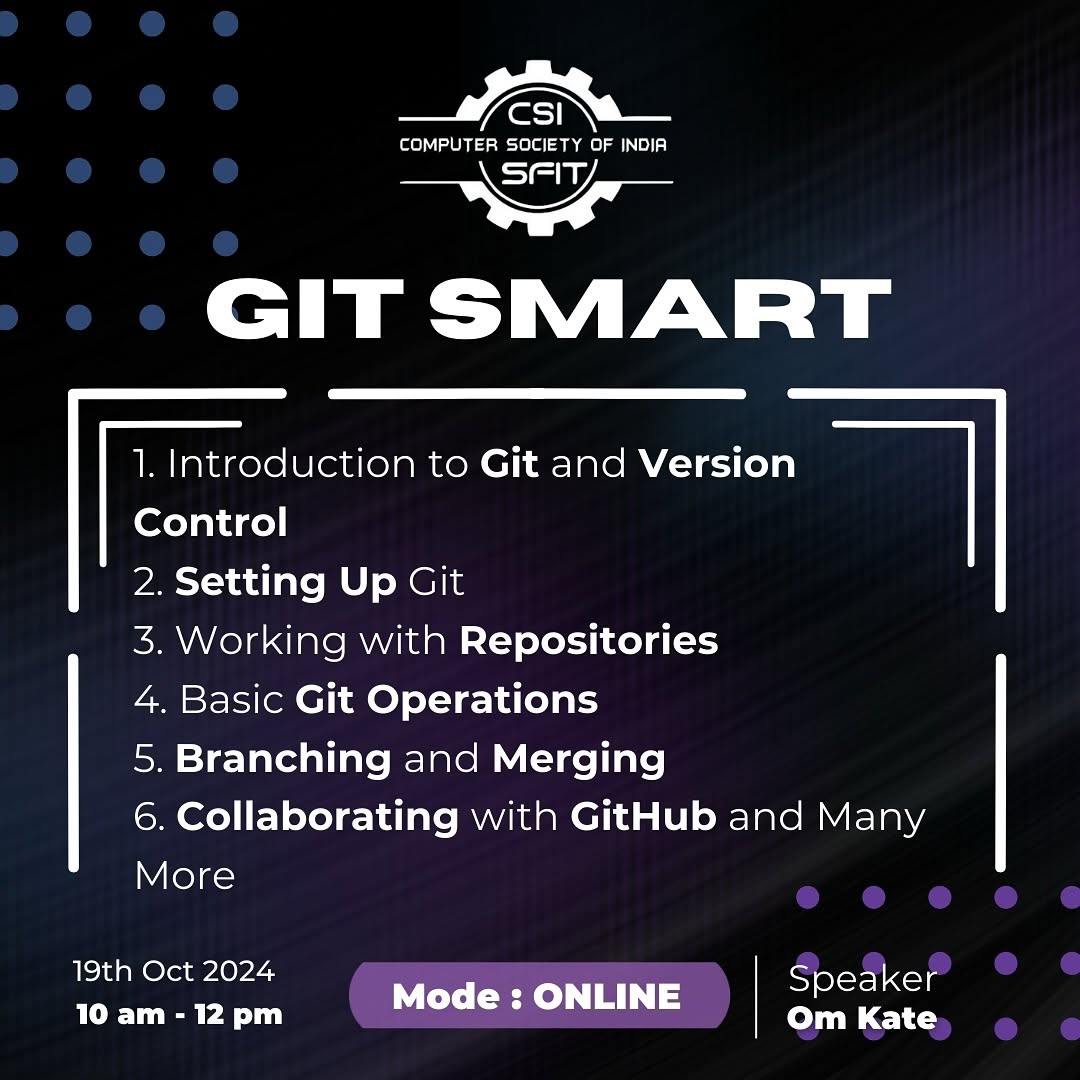 CSI
COMPUTER SOCIETY OF INDIA
SFIT
GIT SMART
1. Introduction to Git and Version
Control
2. Setting Up Git
3. Working with Repositories
4. Basic Git Operations
5. Branching and Merging
6. Collaborating with GitHub and Many
More
19th Oct 2024
10 am - 12 pm
Mode : ONLINE
Speaker
Om Kate